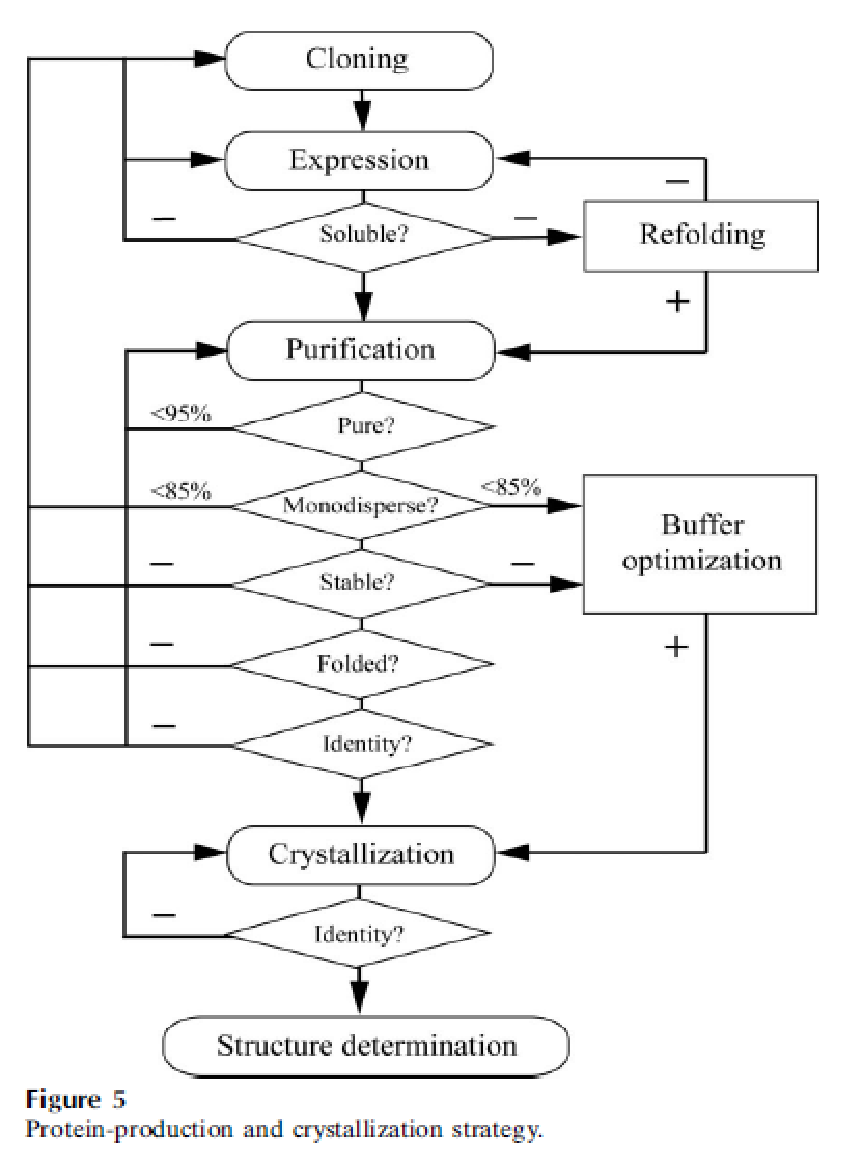 Cloning
Expression
−
−
−
Soluble?
Refolding
+
Purification
<95%
Pure?
<85%
Monodisperse?
<85%
Buffer
optimization
−
Stable?
−
−
Folded?
+
−
Identity?
Crystallization
−
Identity?
Structure determination
Figure 5
Protein-production and crystallization strategy.